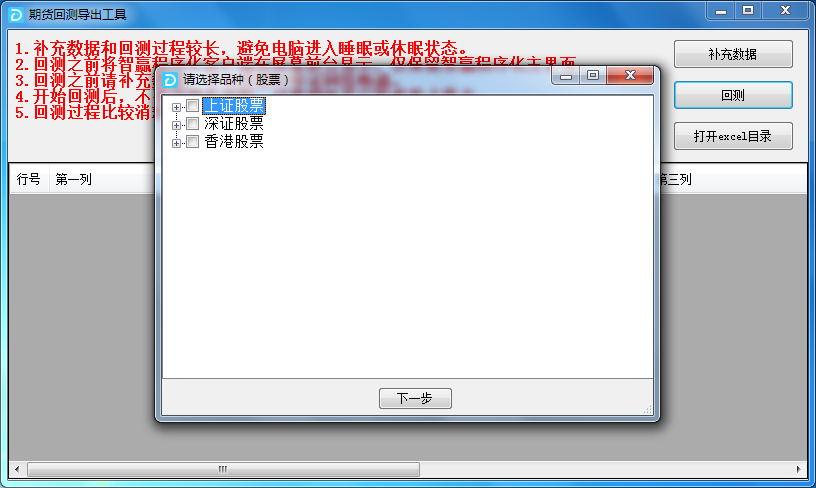 期货回测导出工具
1.补充数据和回测过程较长，避免电脑进入睡眠或休眠状态。
2.回测之前将智赢程序化客户端在屏幕前台显示，仅保留智赢程序化主界面
3.回测之前请补充
4.开始回测后，不
5.回测过程比较消
补充数据
回测
打开excel目录
行号 第一列 第三列
请选择品种（股票）
上证股票
深证股票
香港股票
下一步